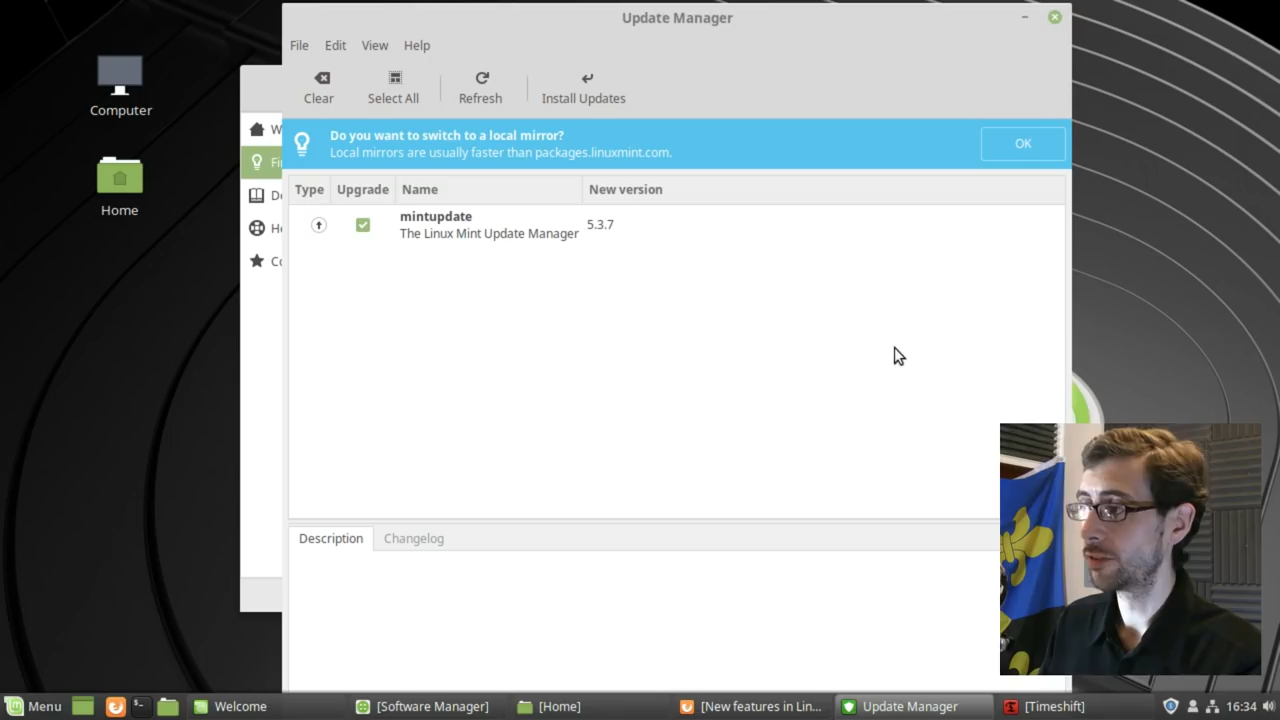 Update Manager
File Edit View Help
Clear Select All Refresh Install Updates
Do you want to switch to a local mirror?
Local mirrors are usually faster than packages.linuxmint.com.
OK
Type Upgrade Name New version
mintupdate
The Linux Mint Update Manager
5.3.7
Description Changelog
Computer
Home
W
Fi
D
H
Co
Menu Welcome [Software Manager] [Home] [New features in Lin... Update Manager [Timeshift] 16:34